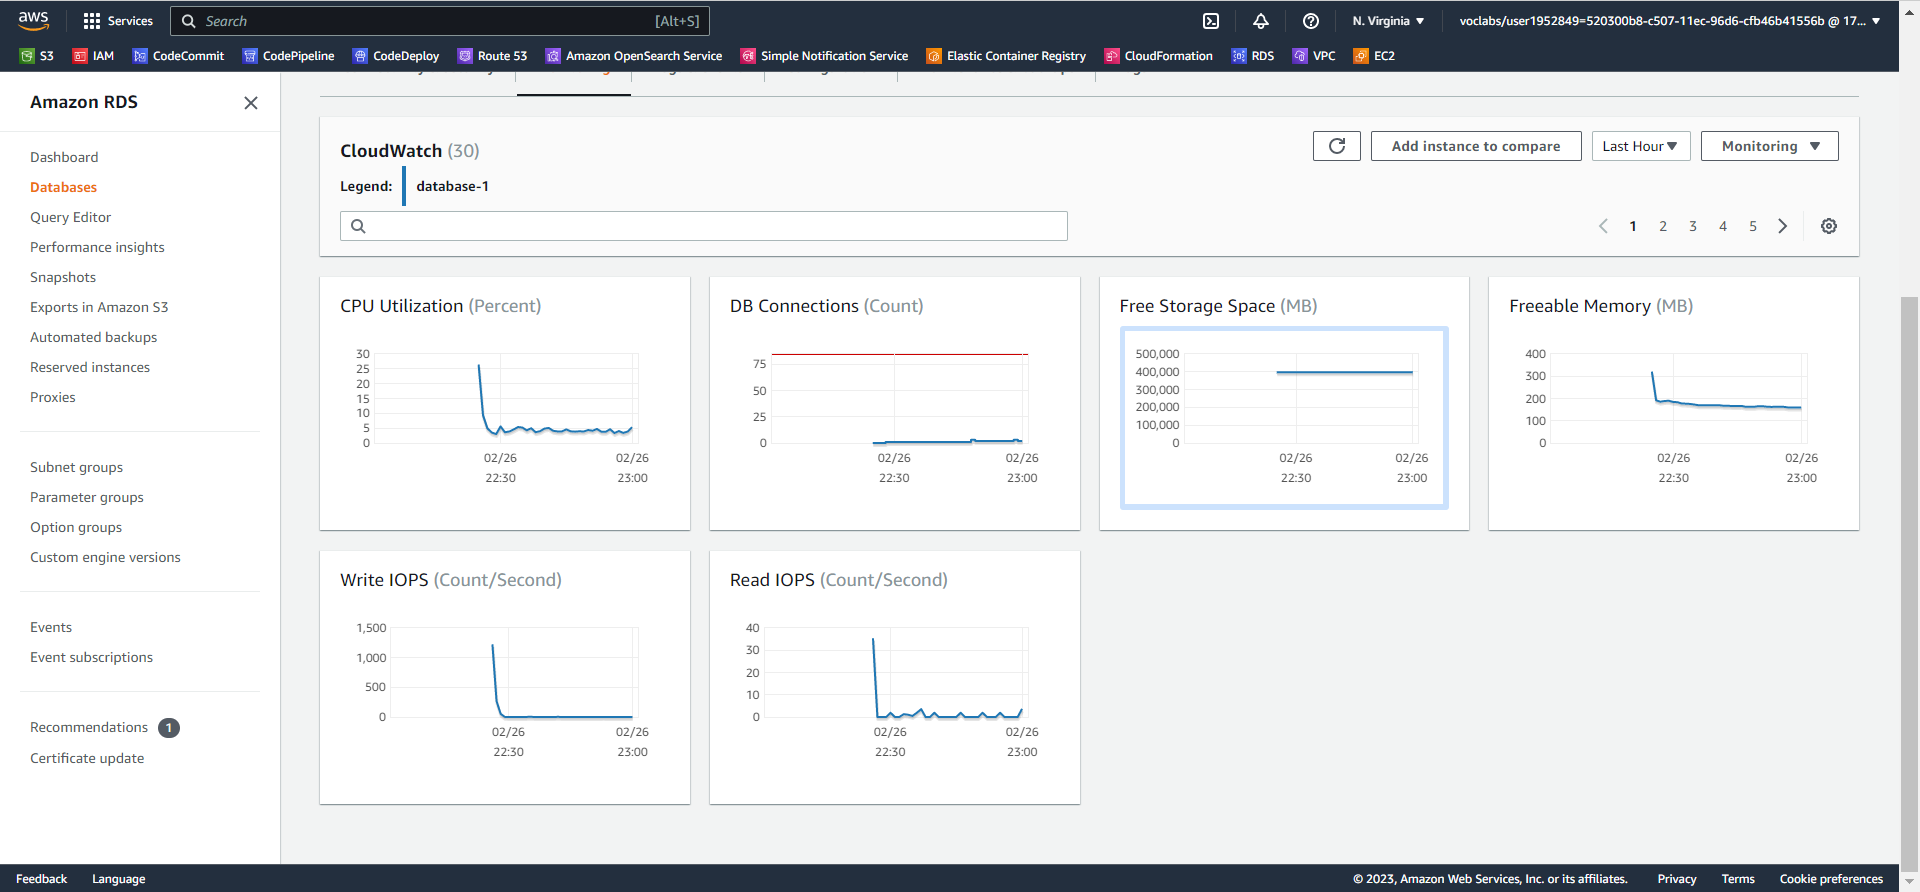 aws
Services
Search
[Alt+S]
N. Virginia
voclabs/user1952849=520300b8-c507-11ec-96d6-cfb46b41556b @ 17...
S3
IAM
CodeCommit
CodePipeline
CodeDeploy
Route 53
Amazon OpenSearch Service
Simple Notification Service
Elastic Container Registry
CloudFormation
RDS
VPC
EC2
Amazon RDS
Dashboard
Databases
Query Editor
Performance insights
Snapshots
Exports in Amazon S3
Automated backups
Reserved instances
Proxies
Subnet groups
Parameter groups
Option groups
Custom engine versions
Events
Event subscriptions
Recommendations 1
Certificate update
CloudWatch (30)
Add instance to compare
Last Hour
Monitoring
Legend: database-1
1 2 3 4 5
CPU Utilization (Percent)
30
25
20
15
10
5
0
02/26 02/26
22:30 23:00
DB Connections (Count)
75
50
25
0
02/26 02/26
22:30 23:00
Free Storage Space (MB)
500,000
400,000
300,000
200,000
100,000
0
02/26 02/26
22:30 23:00
Freeable Memory (MB)
400
300
200
100
0
02/26 02/26
22:30 23:00
Write IOPS (Count/Second)
1,500
1,000
500
0
02/26 02/26
22:30 23:00
Read IOPS (Count/Second)
40
30
20
10
0
02/26 02/26
22:30 23:00
Feedback
Language
© 2023, Amazon Web Services, Inc. or its affiliates.
Privacy
Terms
Cookie preferences